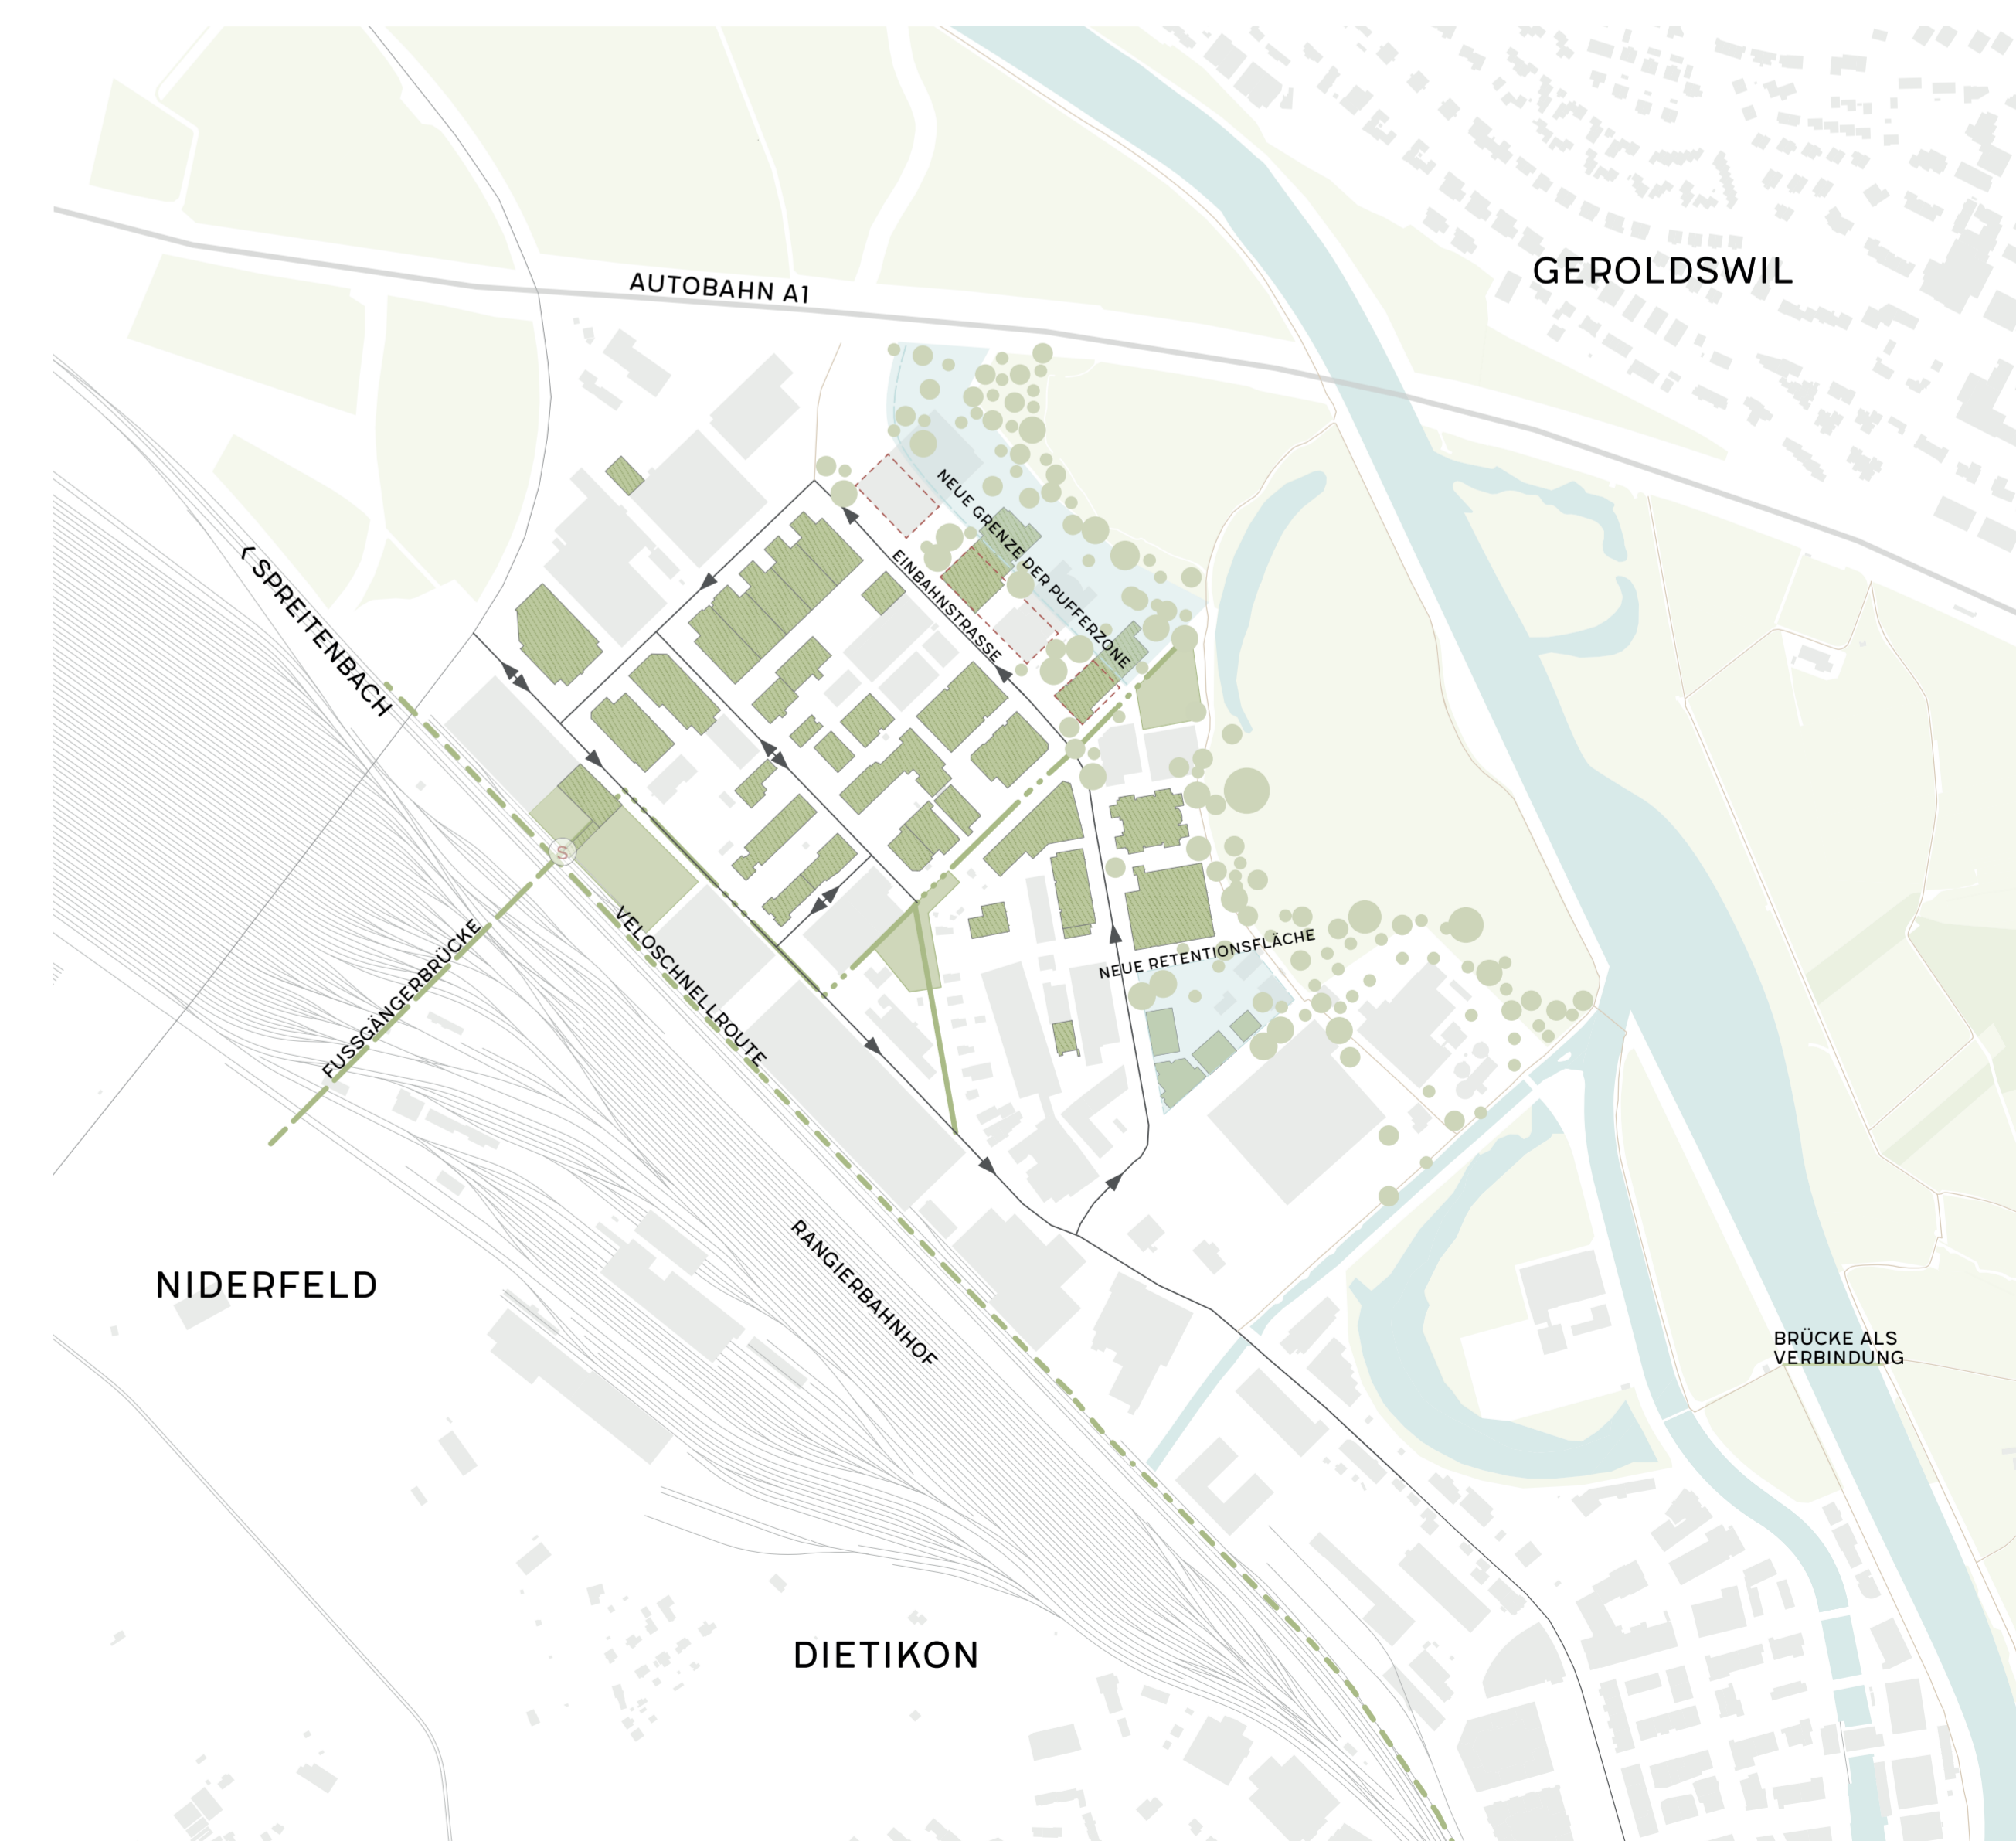 GEROLDSWIL
AUTOBAHN A1
NEUE GRENZE DER PUFFERZONE
EINBAHNSTRASSE
< SPREITENBACH
S
FUSSGÄNGERBRÜCKE
VELOSCHNELLROUTE
NEUE RETENTIONSFLÄCHE
NIDERFELD
RANGIERBAHNHOF
BRÜCKE ALS
VERBINDUNG
DIETIKON